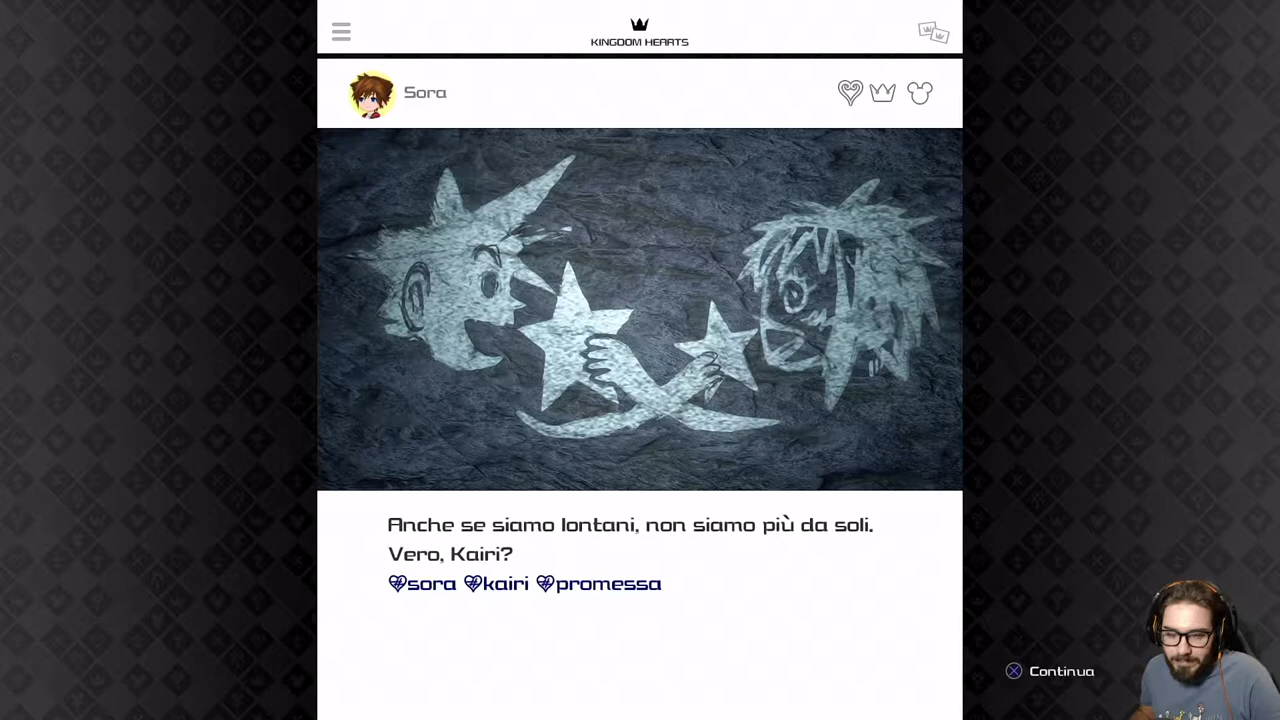 KINGDOM HEARTS
Sora
Anche se siamo lontani, non siamo più da soli.
Vero, Kairi?
sora kairi promessa
Continua